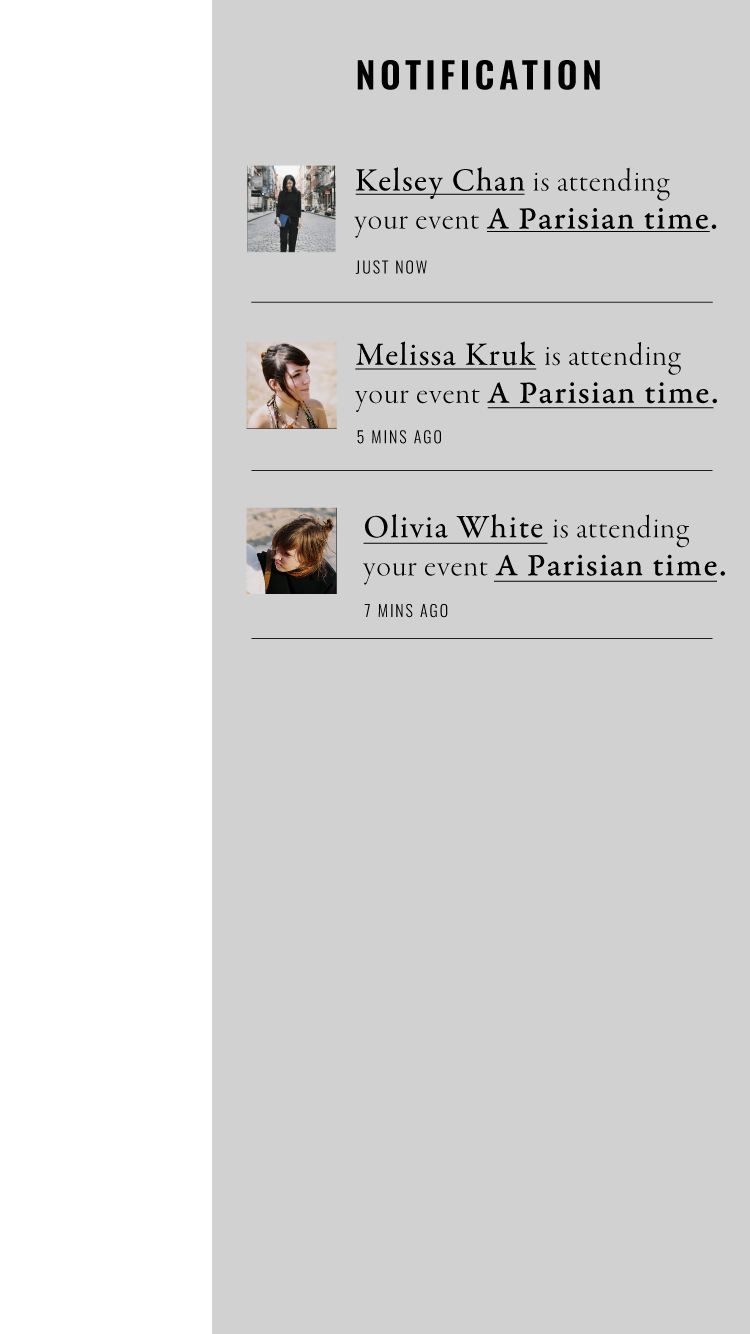 NOTIFICATION
Kelsey Chan is attending
your event A Parisian time.
JUST NOW
Melissa Kruk is attending
your event A Parisian time.
5 MINS AGO
Olivia White is attending
your event A Parisian time.
7 MINS AGO